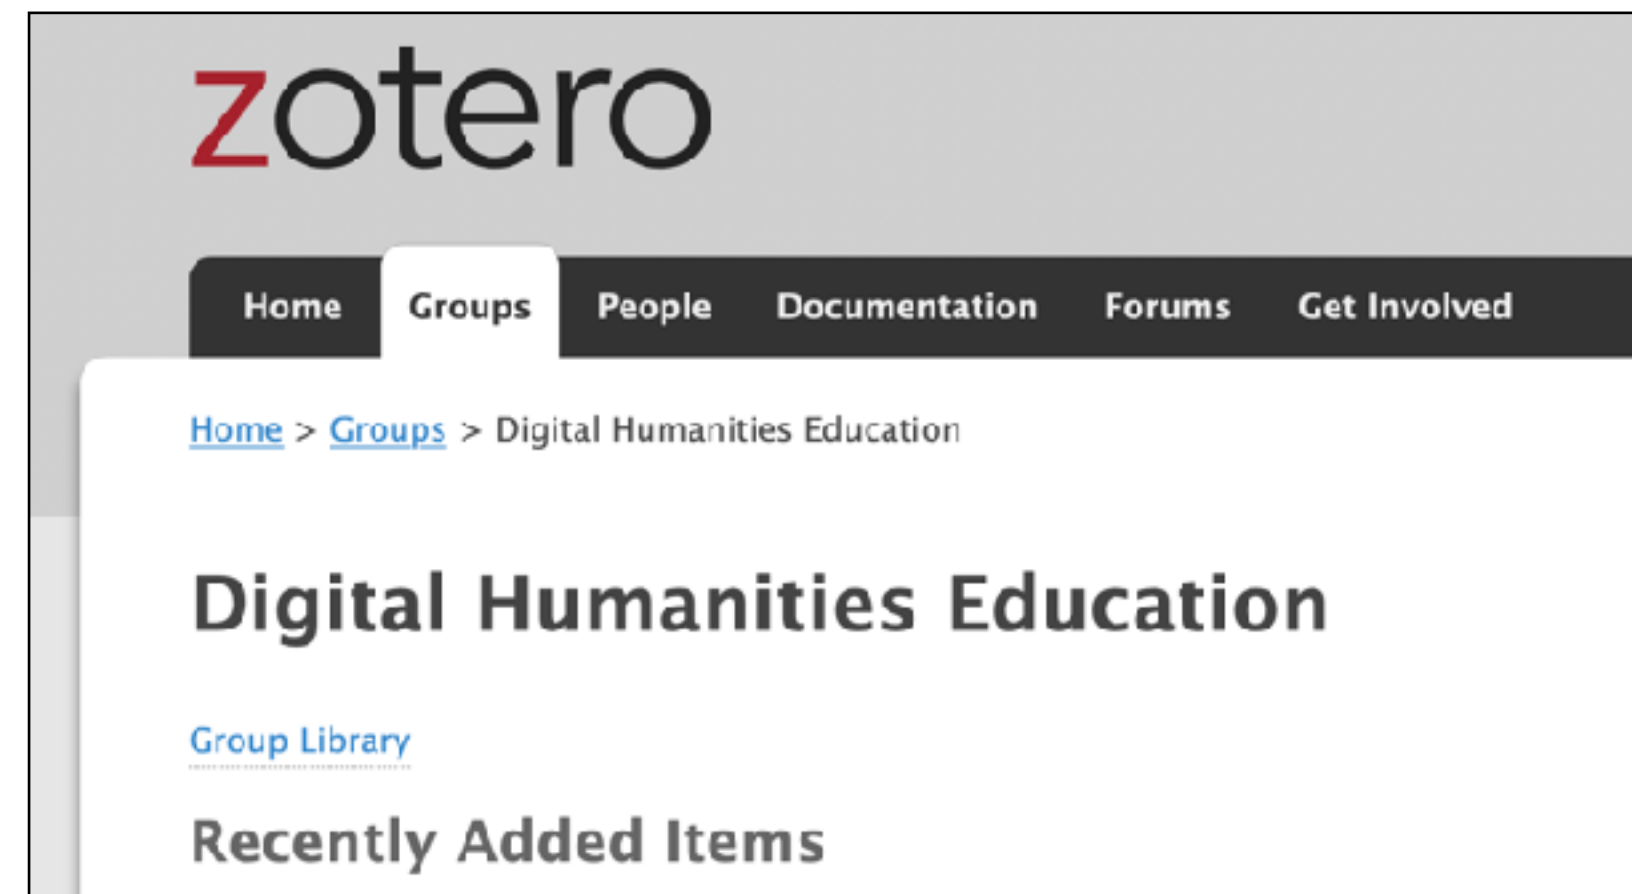 zotero
Home Groups People Documentation Forums Get Involved
Home > Groups > Digital Humanities Education
Digital Humanities Education
Group Library
Recently Added Items